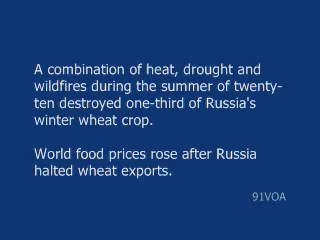 A combination of heat, drought and
wildfires during the summer of twenty-
ten destroyed one-third of Russia's
winter wheat crop.
World food prices rose after Russia
halted wheat exports.
91VOA